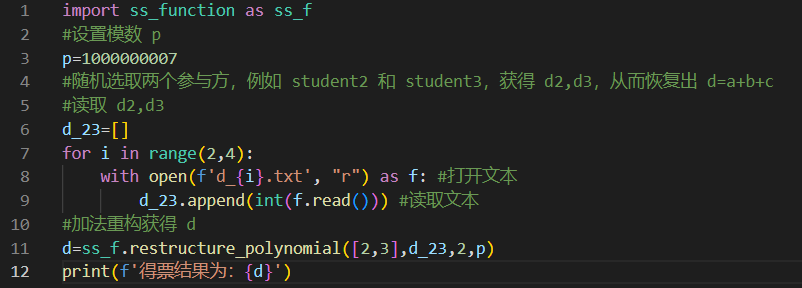 1 import ss_function as ss_f
2 #设置模数 p
3 p=1000000007
4 #随机选取两个参与方，例如 student2 和 student3，获得 d2,d3，从而恢复出 d=a+b+c
5 #读取 d2,d3
6 d_23=[]
7 for i in range(2,4):
8     with open(f'd_{i}.txt', "r") as f: #打开文本
9         d_23.append(int(f.read())) #读取文本
10 #加法重构获得 d
11 d=ss_f.restructure_polynomial([2,3],d_23,2,p)
12 print(f'得票结果为：{d}')